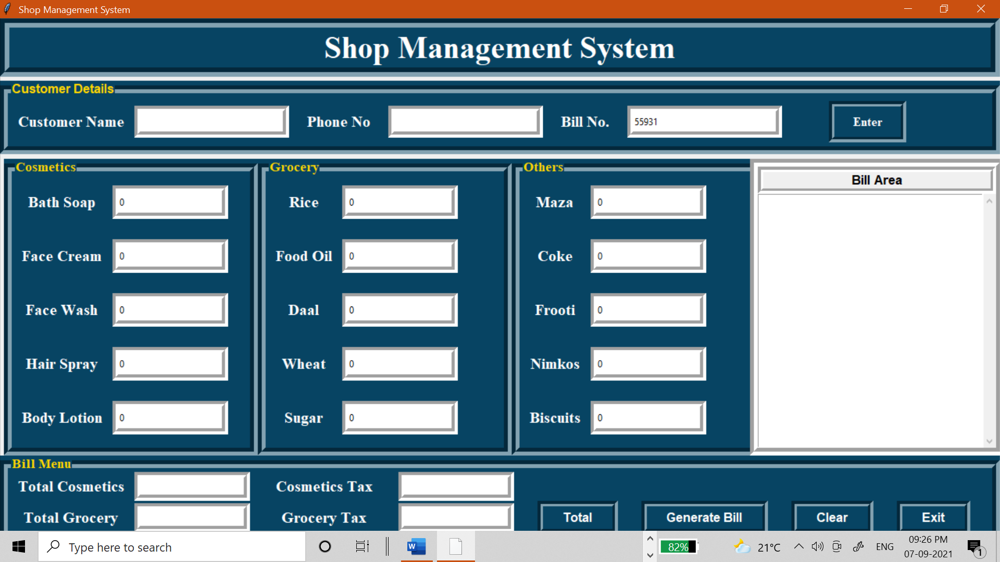 Shop Management System
Shop Management System
Customer Details
Customer Name
Phone No
Bill No. 55931
Enter
Cosmetics
Bath Soap 0
Face Cream 0
Face Wash 0
Hair Spray 0
Body Lotion 0
Grocery
Rice 0
Food Oil 0
Daal 0
Wheat 0
Sugar 0
Others
Maza 0
Coke 0
Frooti 0
Nimkos 0
Biscuits 0
Bill Area
Bill Menu
Total Cosmetics
Cosmetics Tax
Total Grocery
Grocery Tax
Total
Generate Bill
Clear
Exit
Type here to search
W
82%
21°C
ENG
09:26 PM
07-09-2021
1